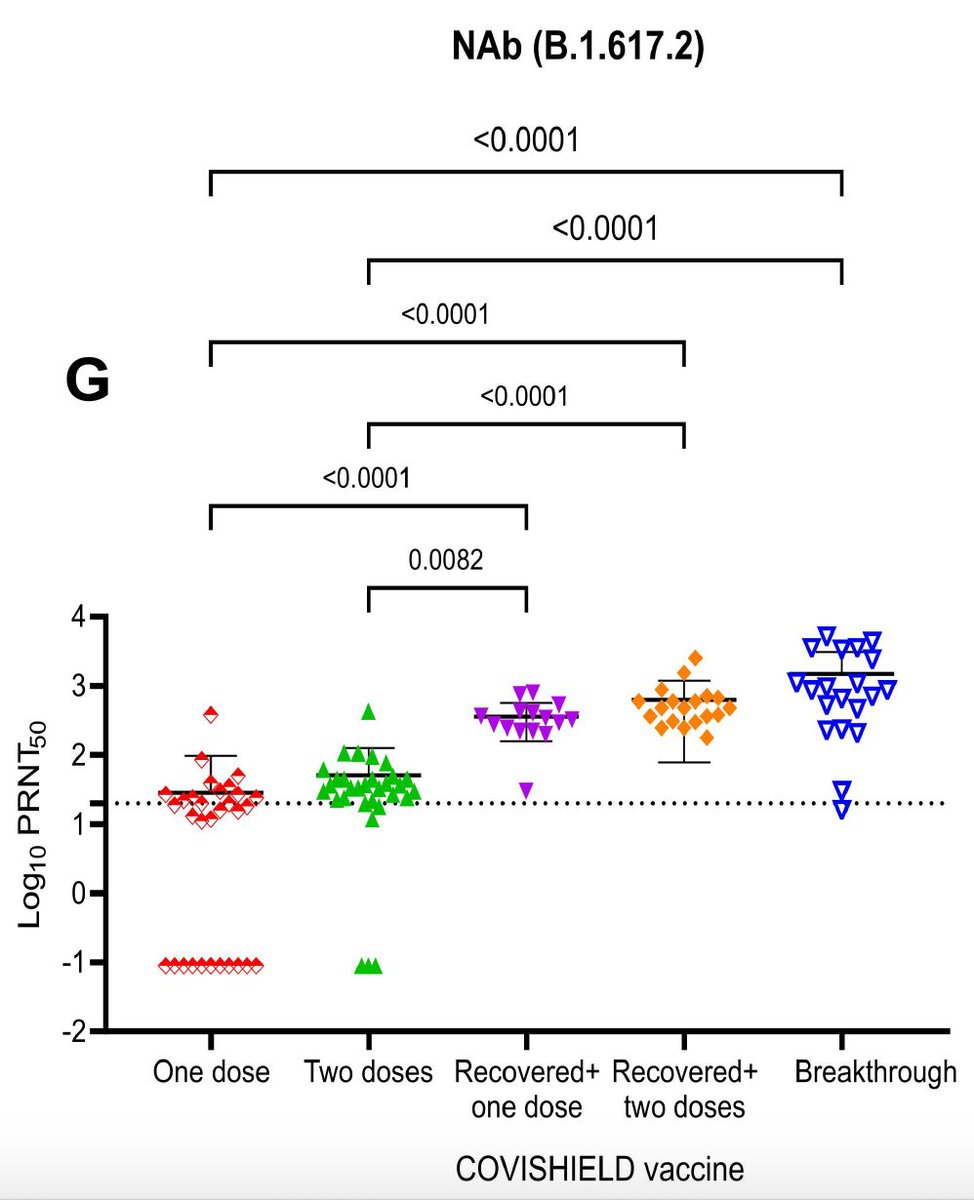 NAb (B.1.617.2)
<0.0001
<0.0001
<0.0001
G
<0.0001
<0.0001
0.0082
4
3
2
1
0
-1
-2
Log10 PRNT50
One dose
Two doses
Recovered+
one dose
Recovered+
two doses
Breakthrough
COVISHIELD vaccine